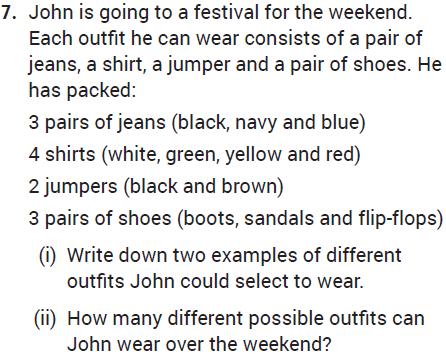 7. John is going to a festival for the weekend.
Each outfit he can wear consists of a pair of
jeans, a shirt, a jumper and a pair of shoes. He
has packed:
3 pairs of jeans (black, navy and blue)
4 shirts (white, green, yellow and red)
2 jumpers (black and brown)
3 pairs of shoes (boots, sandals and flip-flops)
(i) Write down two examples of different
outfits John could select to wear.
(ii) How many different possible outfits can
John wear over the weekend?